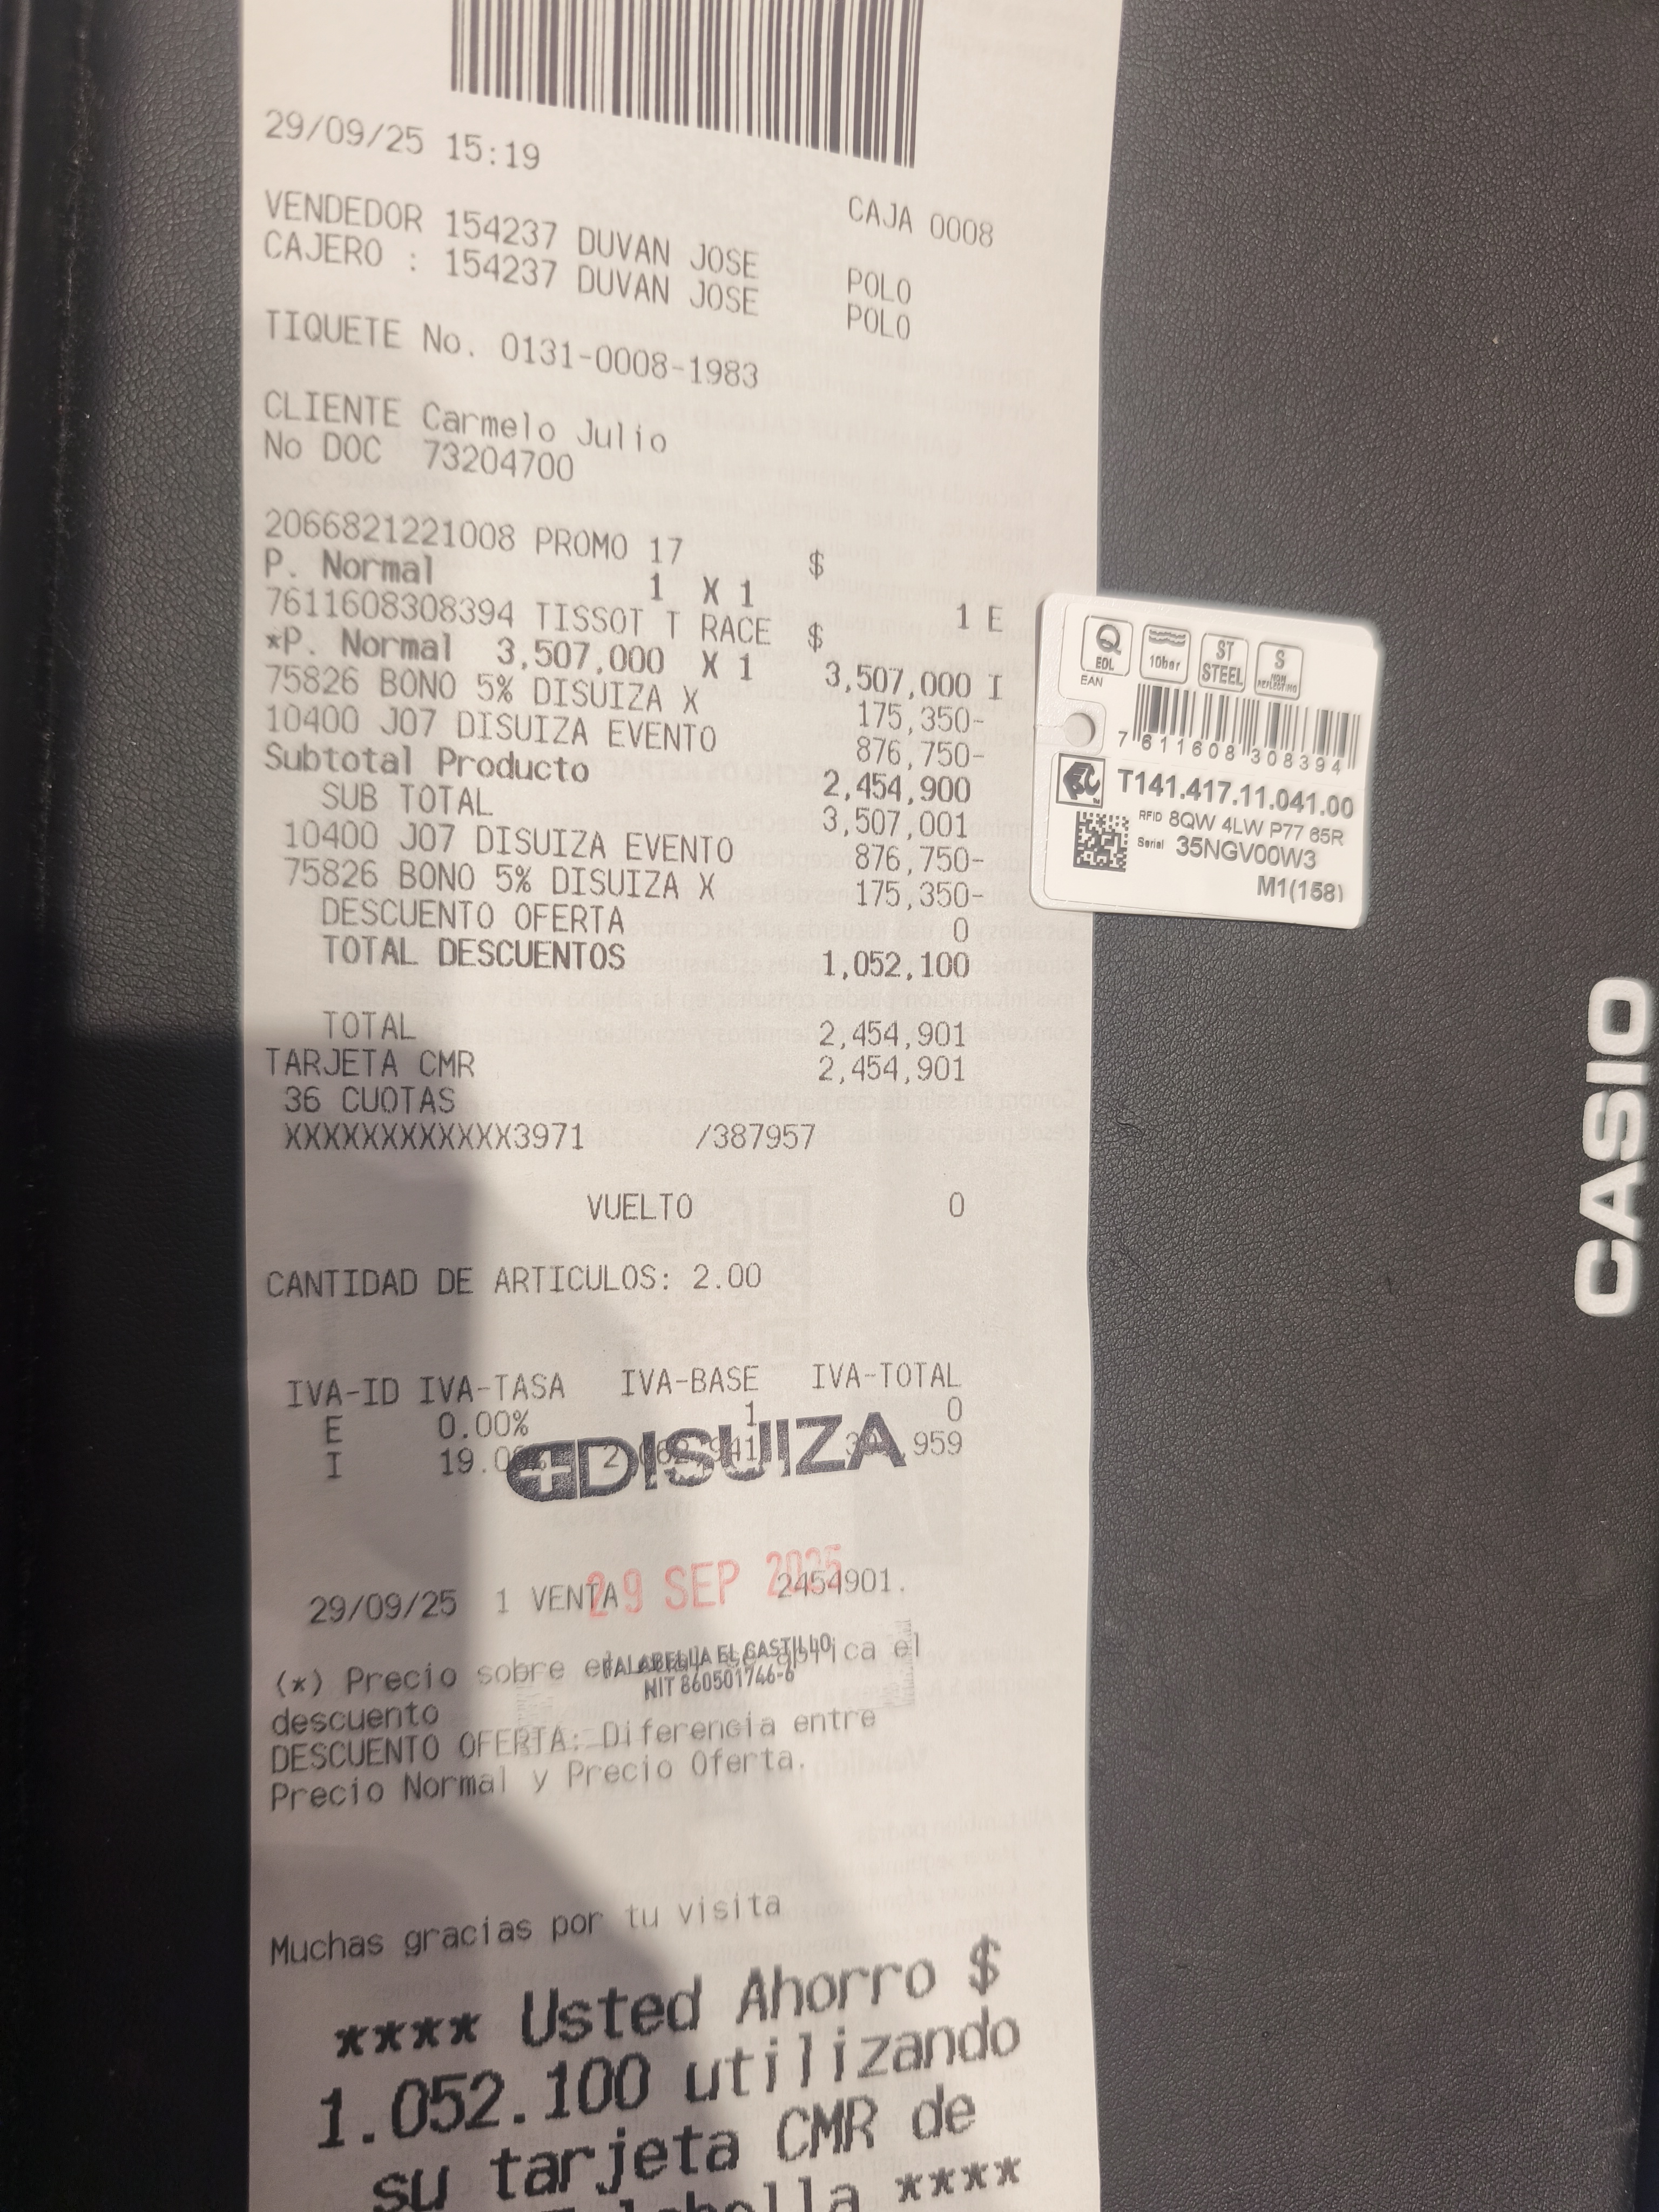 29/09/25 15:19
CAJA 0008
VENDEDOR 154237 DUVAN JOSE POLO
CAJERO : 154237 DUVAN JOSE POLO
TIQUETE No. 0131-0008-1983
CLIENTE Carmelo Julio
No DOC 73204700
2066821221008 PROMO 17 $
P. Normal 1 X 1 1 E
7611608308394 TISSOT T RACE $
*P. Normal 3,507,000 X 1 3,507,000 I
75826 BONO 5% DISUIZA X 175,350-
10400 J07 DISUIZA EVENTO 876,750-
Subtotal Producto 2,454,900
SUB TOTAL 3,507,001
10400 J07 DISUIZA EVENTO 876,750-
75826 BONO 5% DISUIZA X 175,350-
DESCUENTO OFERTA 0
TOTAL DESCUENTOS 1,052,100
TOTAL 2,454,901
TARJETA CMR 2,454,901
36 CUOTAS
XXXXXXXXXXXX3971 /387957
VUELTO 0
CANTIDAD DE ARTICULOS: 2.00
IVA-ID IVA-TASA IVA-BASE IVA-TOTAL
E 0.00% 1 0
I
DISUIZA
29 SEP 2025
29/09/25 1 VENTA 2454901.
FALABELLA EL CASTILLO
NIT 860501746-6
(*) Precio sobre el aplica el
descuento
DESCUENTO OFERTA: Diferencia entre
Precio Normal y Precio Oferta.
Muchas gracias por tu visita
**** Usted Ahorro $
1.052.100 utilizando
su tarjeta CMR de
****
Q
EDL
10bar
ST
STEEL
S
NON
REFLECTING
EAN
7 611608 308394
T141.417.11.041.00
RFID 8QW 4LW P77 65R
Serial 35NGV00W3
M1(158)
CASIO